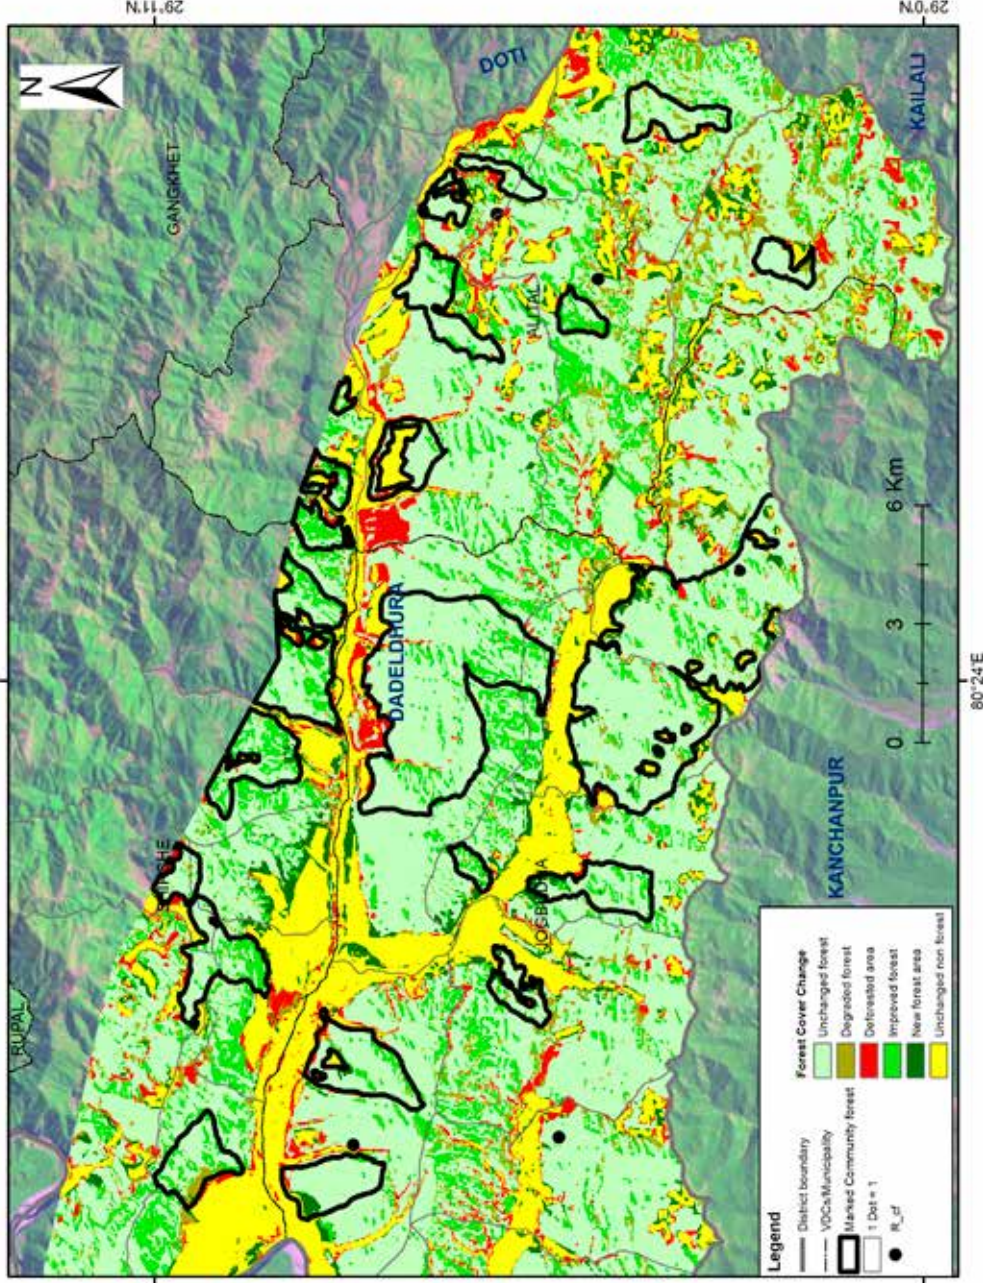 29°11'N
29°0'N
N
DOTI
GANGKHET
KAILALI
RUPAL
AUTAL
DADELDHURA
80°24'E
KANCHANPUR
0 3 6 Km
Legend
District boundary
VDCs/Municipality
Marked Community forest
1 Dot = 1
R_cf
Forest Cover Change
Unchanged forest
Degraded forest
Deforested area
Improved forest
New forest area
Unchanged non forest